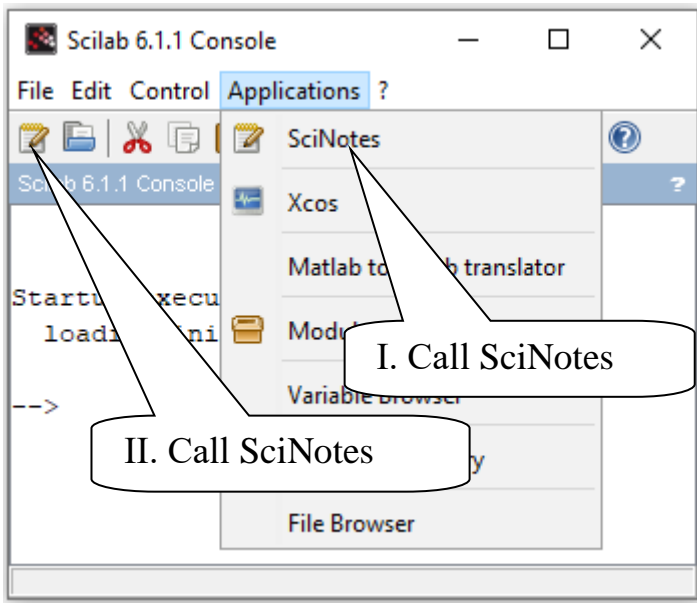 Scilab 6.1.1 Console
File Edit Control Applications ?
SciNotes
Scilab 6.1.1 Console ?
Xcos
Matlab to translator
Startu execu
loadi ini
Modu
I. Call SciNotes
Variable Browser
-->
II. Call SciNotes
y
File Browser